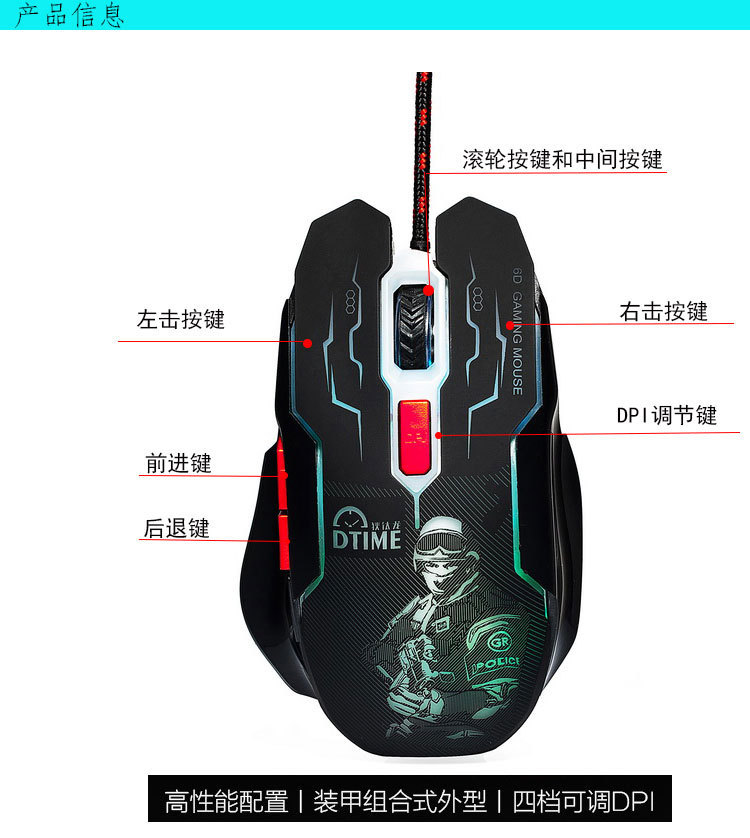 产品信息
滚轮按键和中间按键
左击按键
右击按键
6D GAMING MOUSE
DPI调节键
前进键
后退键
DTIME
GR
POLICE
高性能配置丨装甲组合式外型丨四档可调DPI